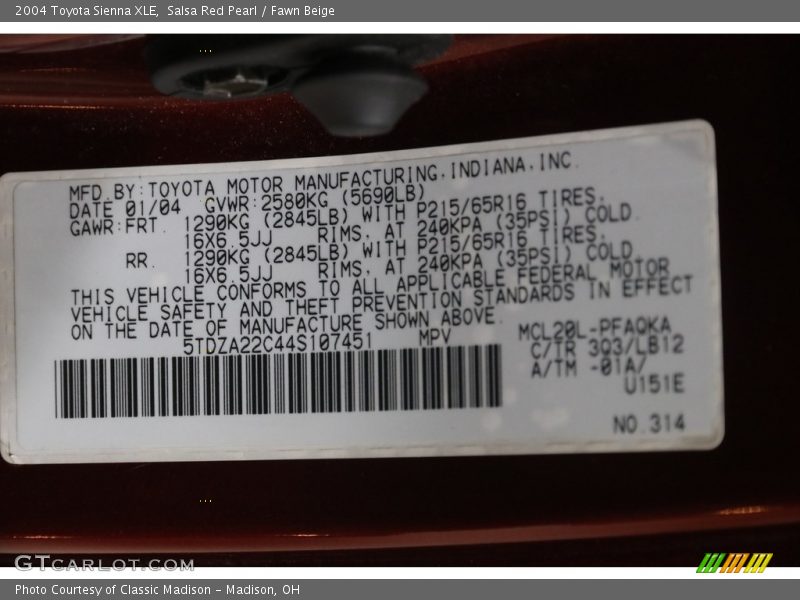 2004 Toyota Sienna XLE,  Salsa Red Pearl / Fawn Beige
MFD.BY:TOYOTA MOTOR MANUFACTURING,INDIANA,INC.
DATE 01/04  GVWR:2580KG (5690LB)
GAWR:FRT. 1290KG (2845LB) WITH P215/65R16 TIRES,
16X6.5JJ RIMS, AT 240KPA (35PSI) COLD.
RR. 1290KG (2845LB) WITH P215/65R16 TIRES,
16X6.5JJ RIMS, AT 240KPA (35PSI) COLD.
THIS VEHICLE CONFORMS TO ALL APPLICABLE FEDERAL MOTOR
VEHICLE SAFETY AND THEFT PREVENTION STANDARDS IN EFFECT
ON THE DATE OF MANUFACTURE SHOWN ABOVE.
5TDZA22C44S107451 MPV
MCL20L-PFAQKA
C/TR 3Q3/LB12
A/TM -01A/
U151E
NO.314
GTcarlot.com
Photo Courtesy of Classic Madison - Madison, OH